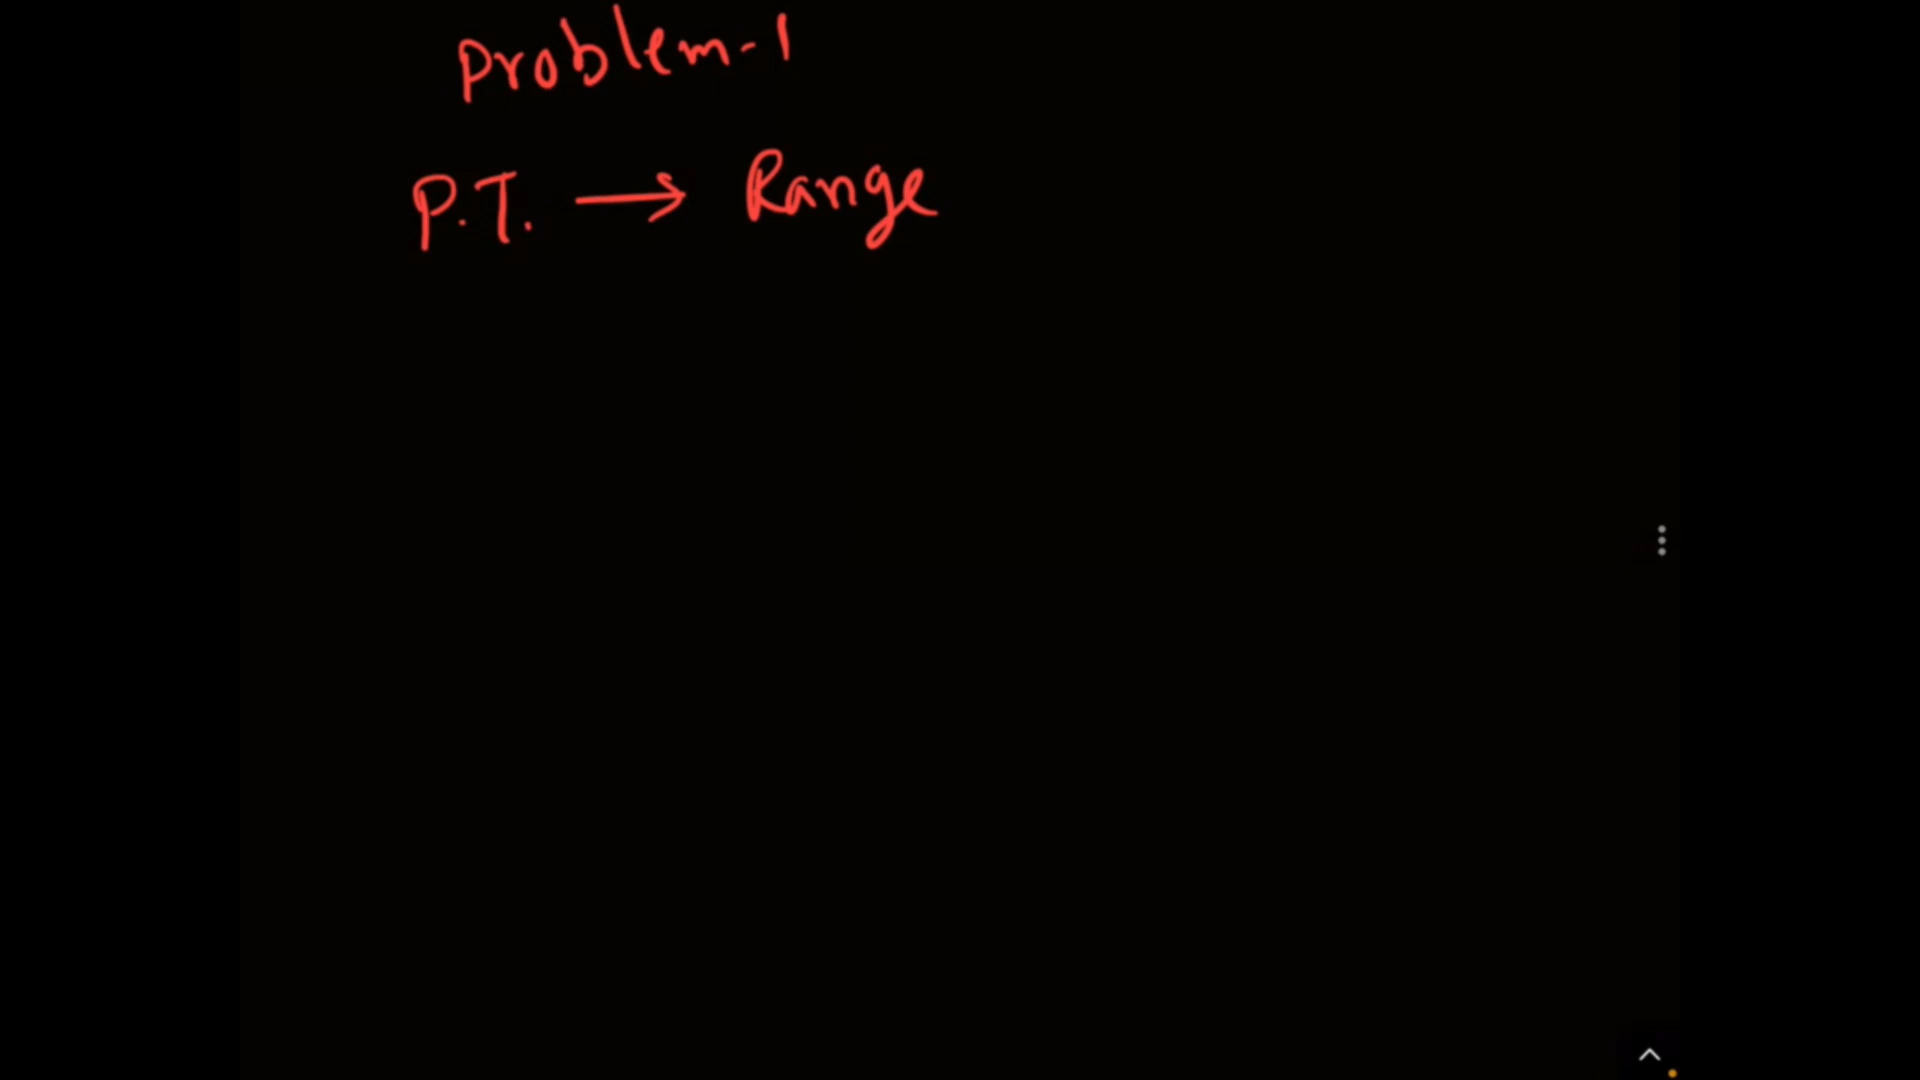 Problem-1
P.T. → Range